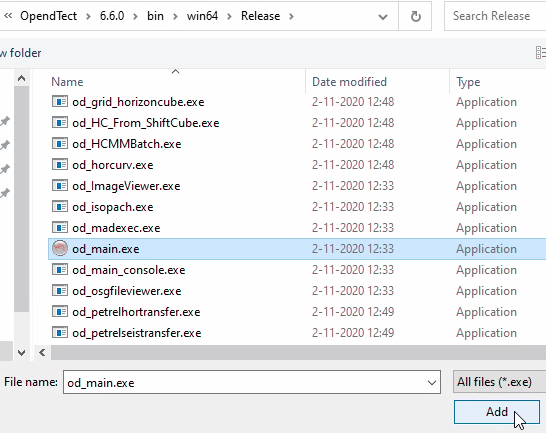 « OpendTect › 6.6.0 › bin › win64 › Release › Search Release
w folder
Name Date modified Type
od_grid_horizoncube.exe 2-11-2020 12:48 Application
od_HC_From_ShiftCube.exe 2-11-2020 12:48 Application
od_HCMMBatch.exe 2-11-2020 12:48 Application
od_horcurv.exe 2-11-2020 12:48 Application
od_ImageViewer.exe 2-11-2020 12:33 Application
od_isopach.exe 2-11-2020 12:33 Application
od_madexec.exe 2-11-2020 12:33 Application
od_main.exe 2-11-2020 12:33 Application
od_main_console.exe 2-11-2020 12:33 Application
od_osgfileviewer.exe 2-11-2020 12:33 Application
od_petrelhortransfer.exe 2-11-2020 12:49 Application
od_petrelseistransfer.exe 2-11-2020 12:49 Application
File name: od_main.exe All files (*.exe)
Add